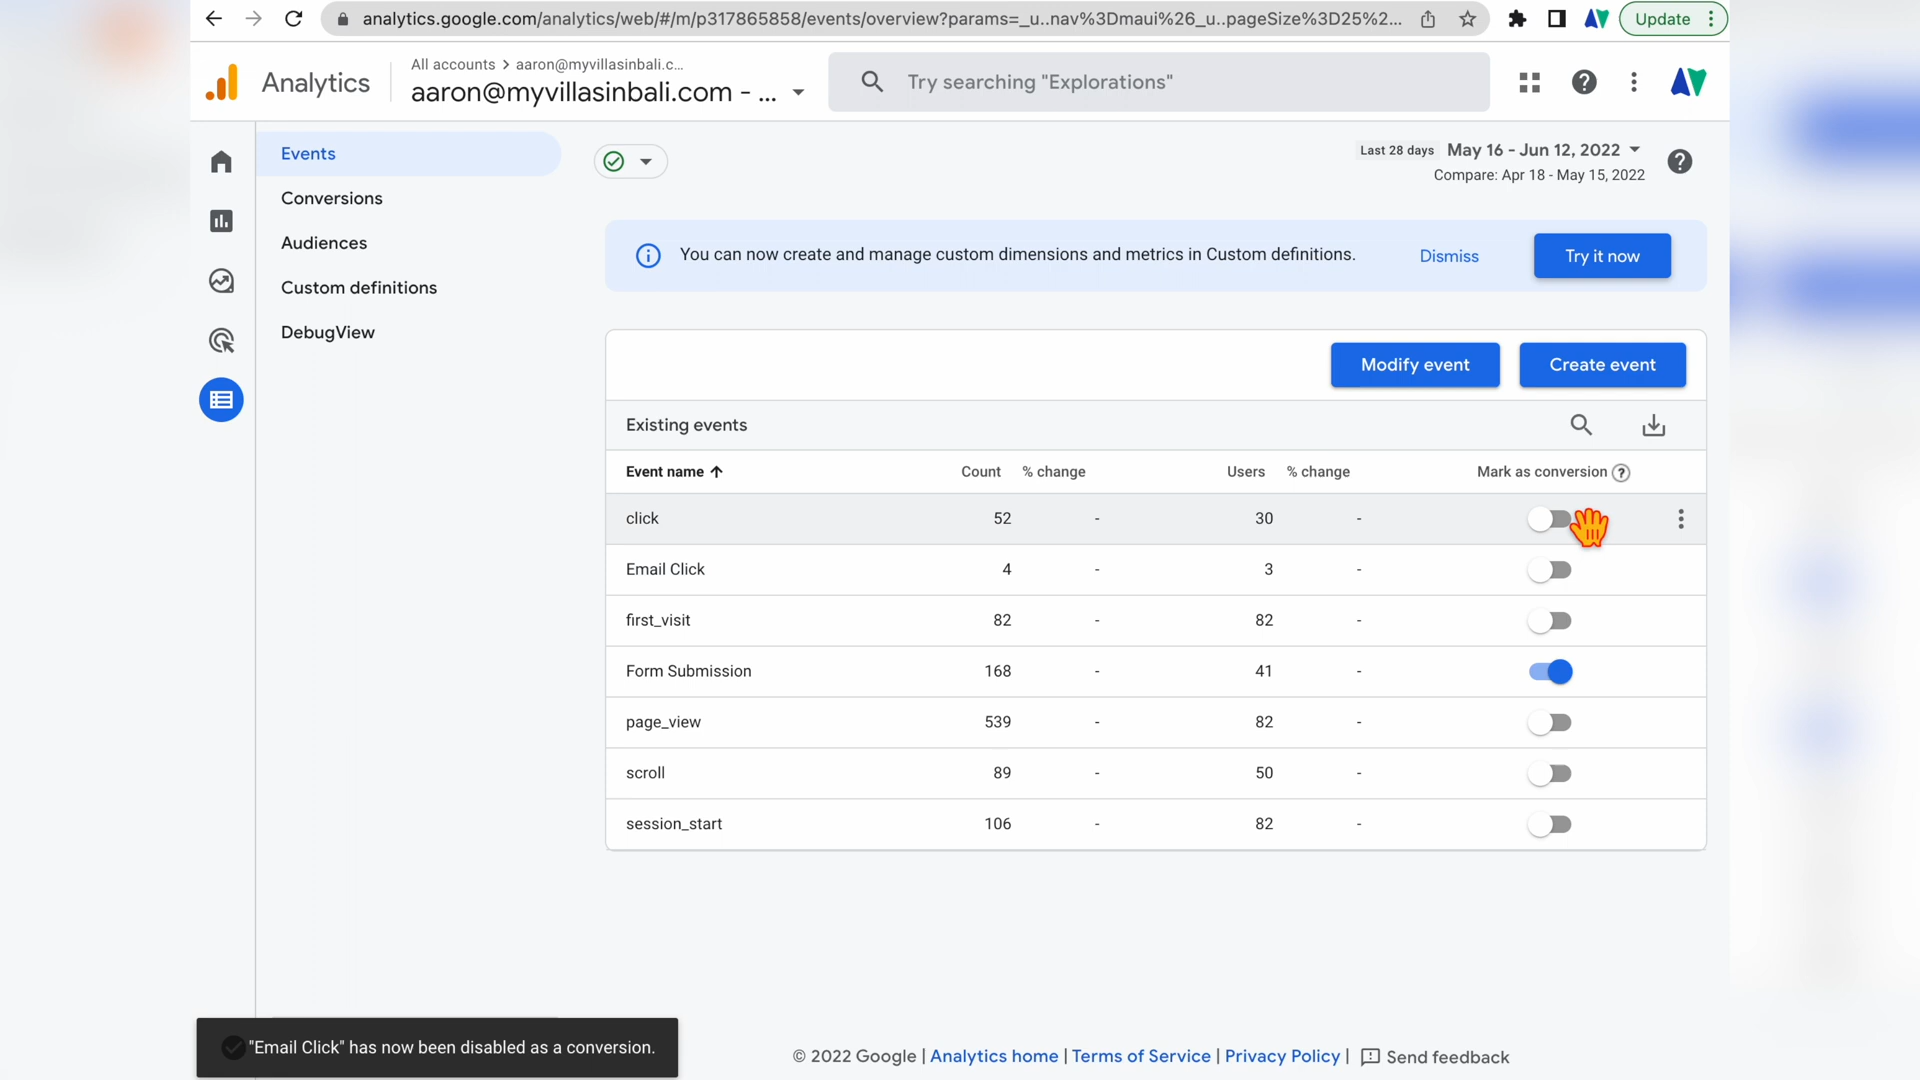 analytics.google.com/analytics/web/#/m/p317865858/events/overview?params=_u..nav%3Dmaui%26_u..pageSize%3D25%2...
Update
Analytics
All accounts > aaron@myvillasinbali.c...
aaron@myvillasinbali.com - ...
Try searching "Explorations"
Events
Conversions
Audiences
Custom definitions
DebugView
Last 28 days May 16 - Jun 12, 2022
Compare: Apr 18 - May 15, 2022
You can now create and manage custom dimensions and metrics in Custom definitions. Dismiss Try it now
Modify event Create event
Existing events
Event name Count % change Users % change Mark as conversion
click 52 - 30 -
Email Click 4 - 3 -
first_visit 82 - 82 -
Form Submission 168 - 41 -
page_view 539 - 82 -
scroll 89 - 50 -
session_start 106 - 82 -
"Email Click" has now been disabled as a conversion.
© 2022 Google | Analytics home | Terms of Service | Privacy Policy | Send feedback